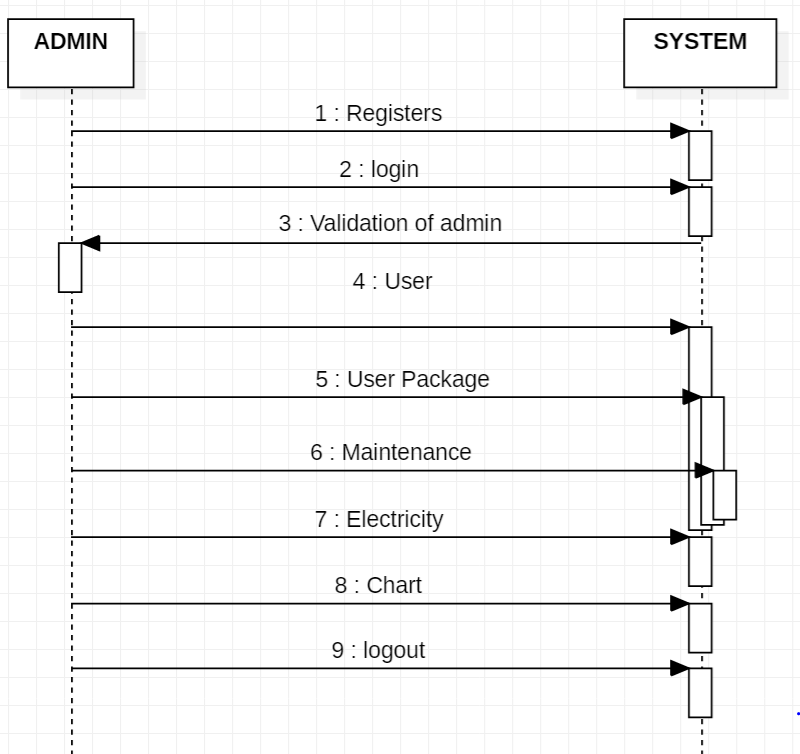 ADMIN
SYSTEM
1 : Registers
2 : login
3 : Validation of admin
4 : User
5 : User Package
6 : Maintenance
7 : Electricity
8 : Chart
9 : logout